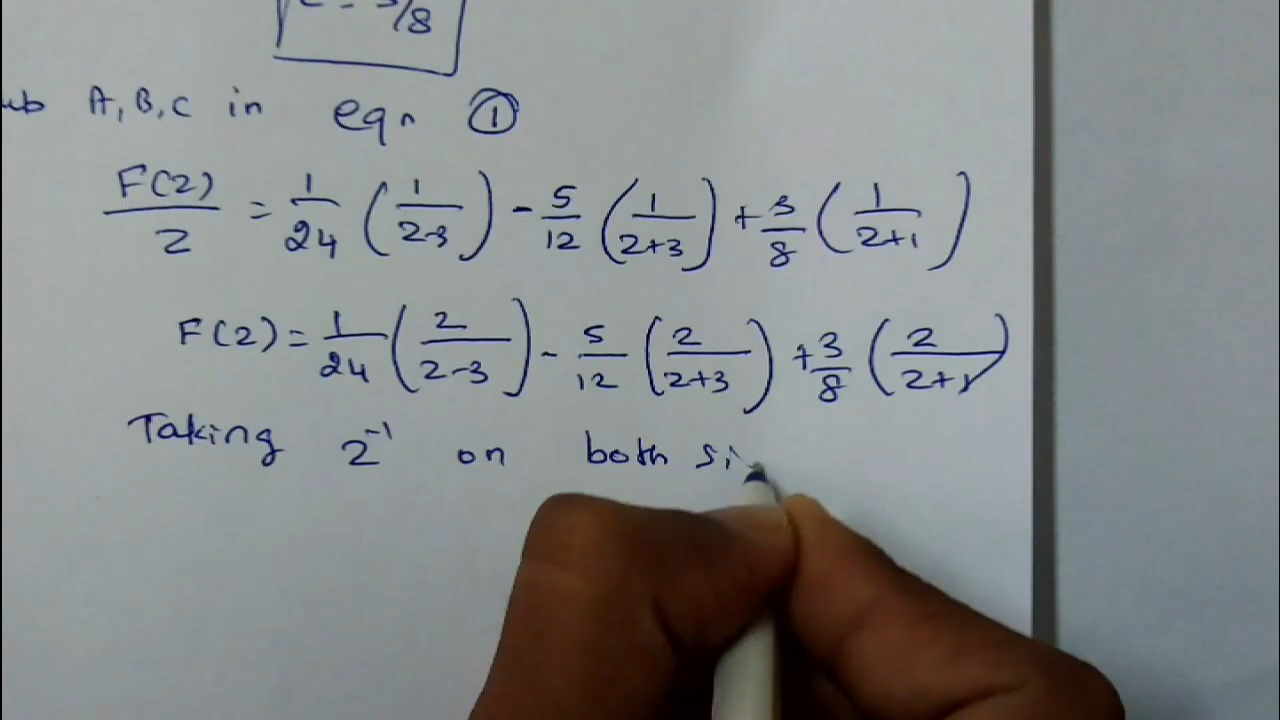 C = 3/8
Sub A, B, C in eqn ①
F(z)/z = 1/24 (1/(z-3)) - 5/12 (1/(z+3)) + 3/8 (1/(z+1))
F(z) = 1/24 (z/(z-3)) - 5/12 (z/(z+3)) + 3/8 (z/(z+1))
Taking z⁻¹ on both si